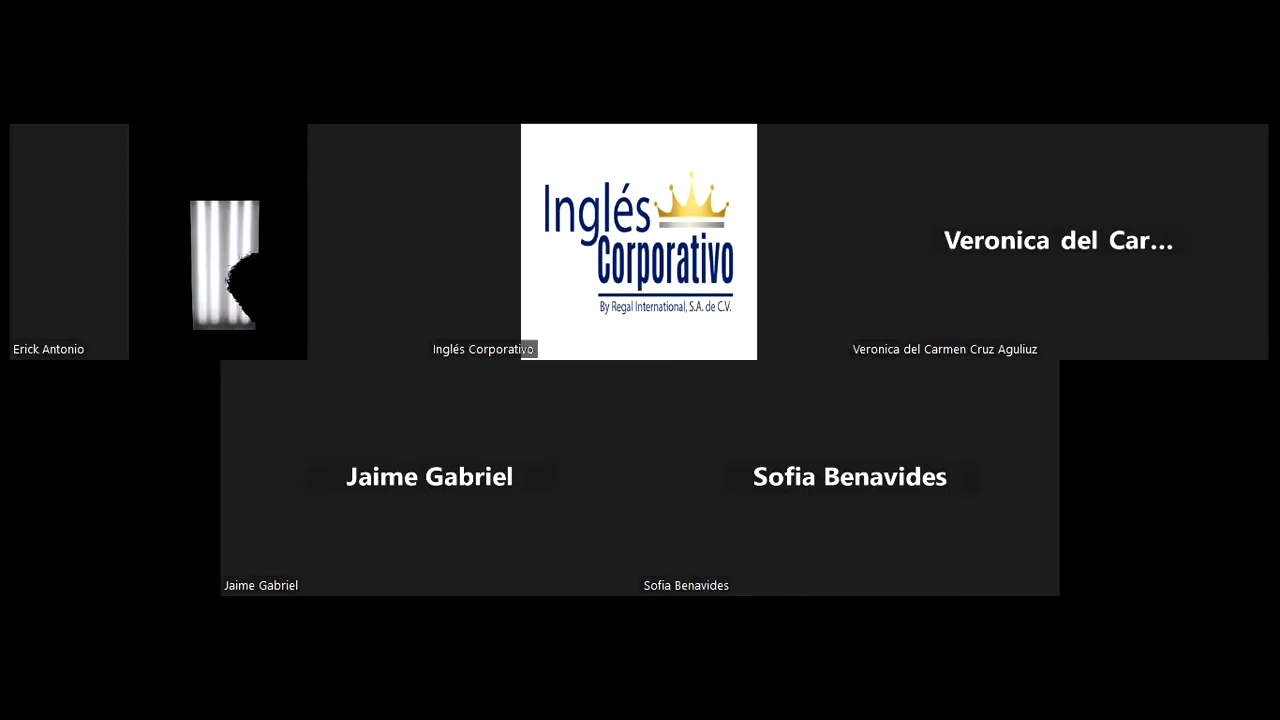 Inglés
Corporativo
By Regal International, S.A. de C.V.
Veronica del Car...
Erick Antonio
Inglés Corporativo
Veronica del Carmen Cruz Aguliuz
Jaime Gabriel
Sofia Benavides
Jaime Gabriel
Sofia Benavides